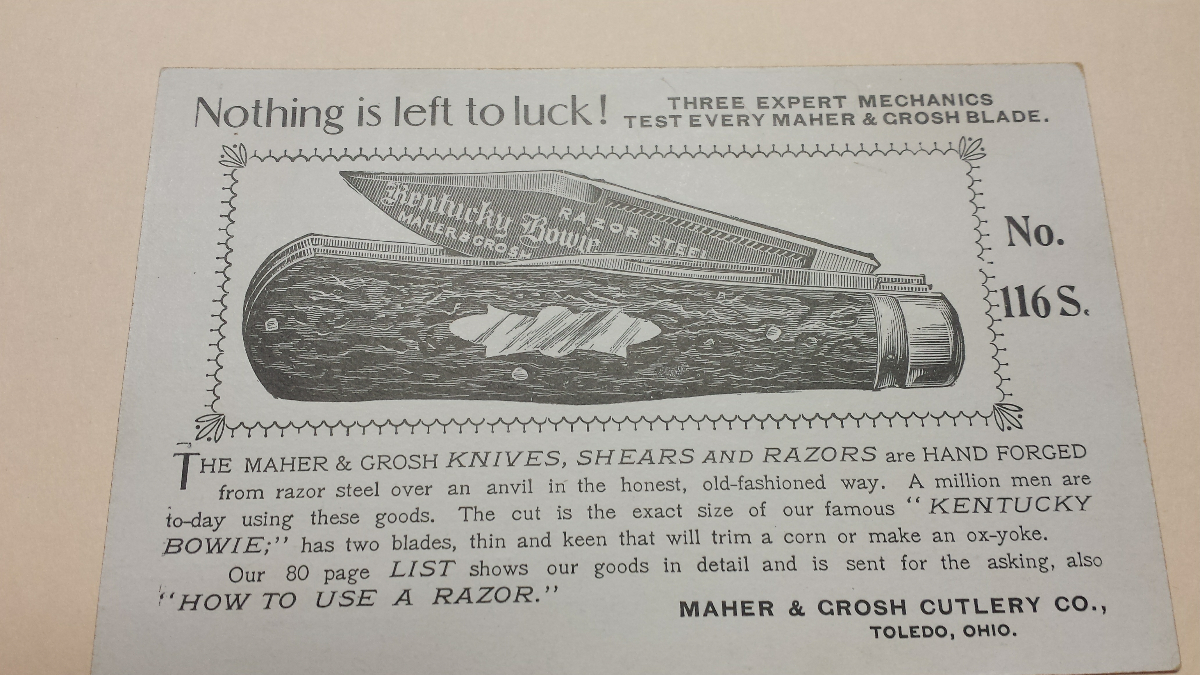 Nothing is left to luck! THREE EXPERT MECHANICS
TEST EVERY MAHER & GROSH BLADE.
Kentucky Bowie
MAHER & GROSH
RAZOR STEEL
No.
116 S.
THE MAHER & GROSH KNIVES, SHEARS AND RAZORS are HAND FORGED
from razor steel over an anvil in the honest, old-fashioned way. A million men are
to-day using these goods. The cut is the exact size of our famous "KENTUCKY
BOWIE;" has two blades, thin and keen that will trim a corn or make an ox-yoke.
Our 80 page LIST shows our goods in detail and is sent for the asking, also
"HOW TO USE A RAZOR."
MAHER & GROSH CUTLERY CO.,
TOLEDO, OHIO.